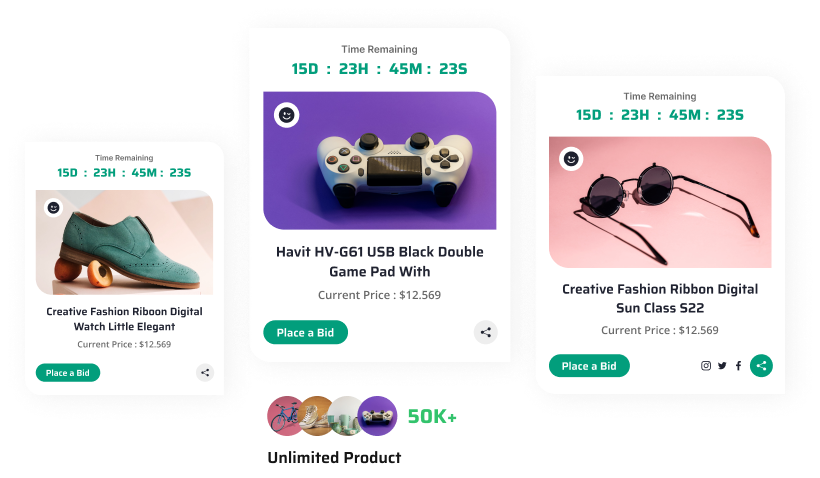 Time Remaining
15D : 23H : 45M : 23S
Creative Fashion Riboon Digital
Watch Little Elegant
Current Price : $12.569
Place a Bid
Time Remaining
15D : 23H : 45M : 23S
Havit HV-G61 USB Black Double
Game Pad With
Current Price : $12.569
Place a Bid
Time Remaining
15D : 23H : 45M : 23S
Creative Fashion Ribbon Digital
Sun Class S22
Current Price : $12.569
Place a Bid
50K+
Unlimited Product